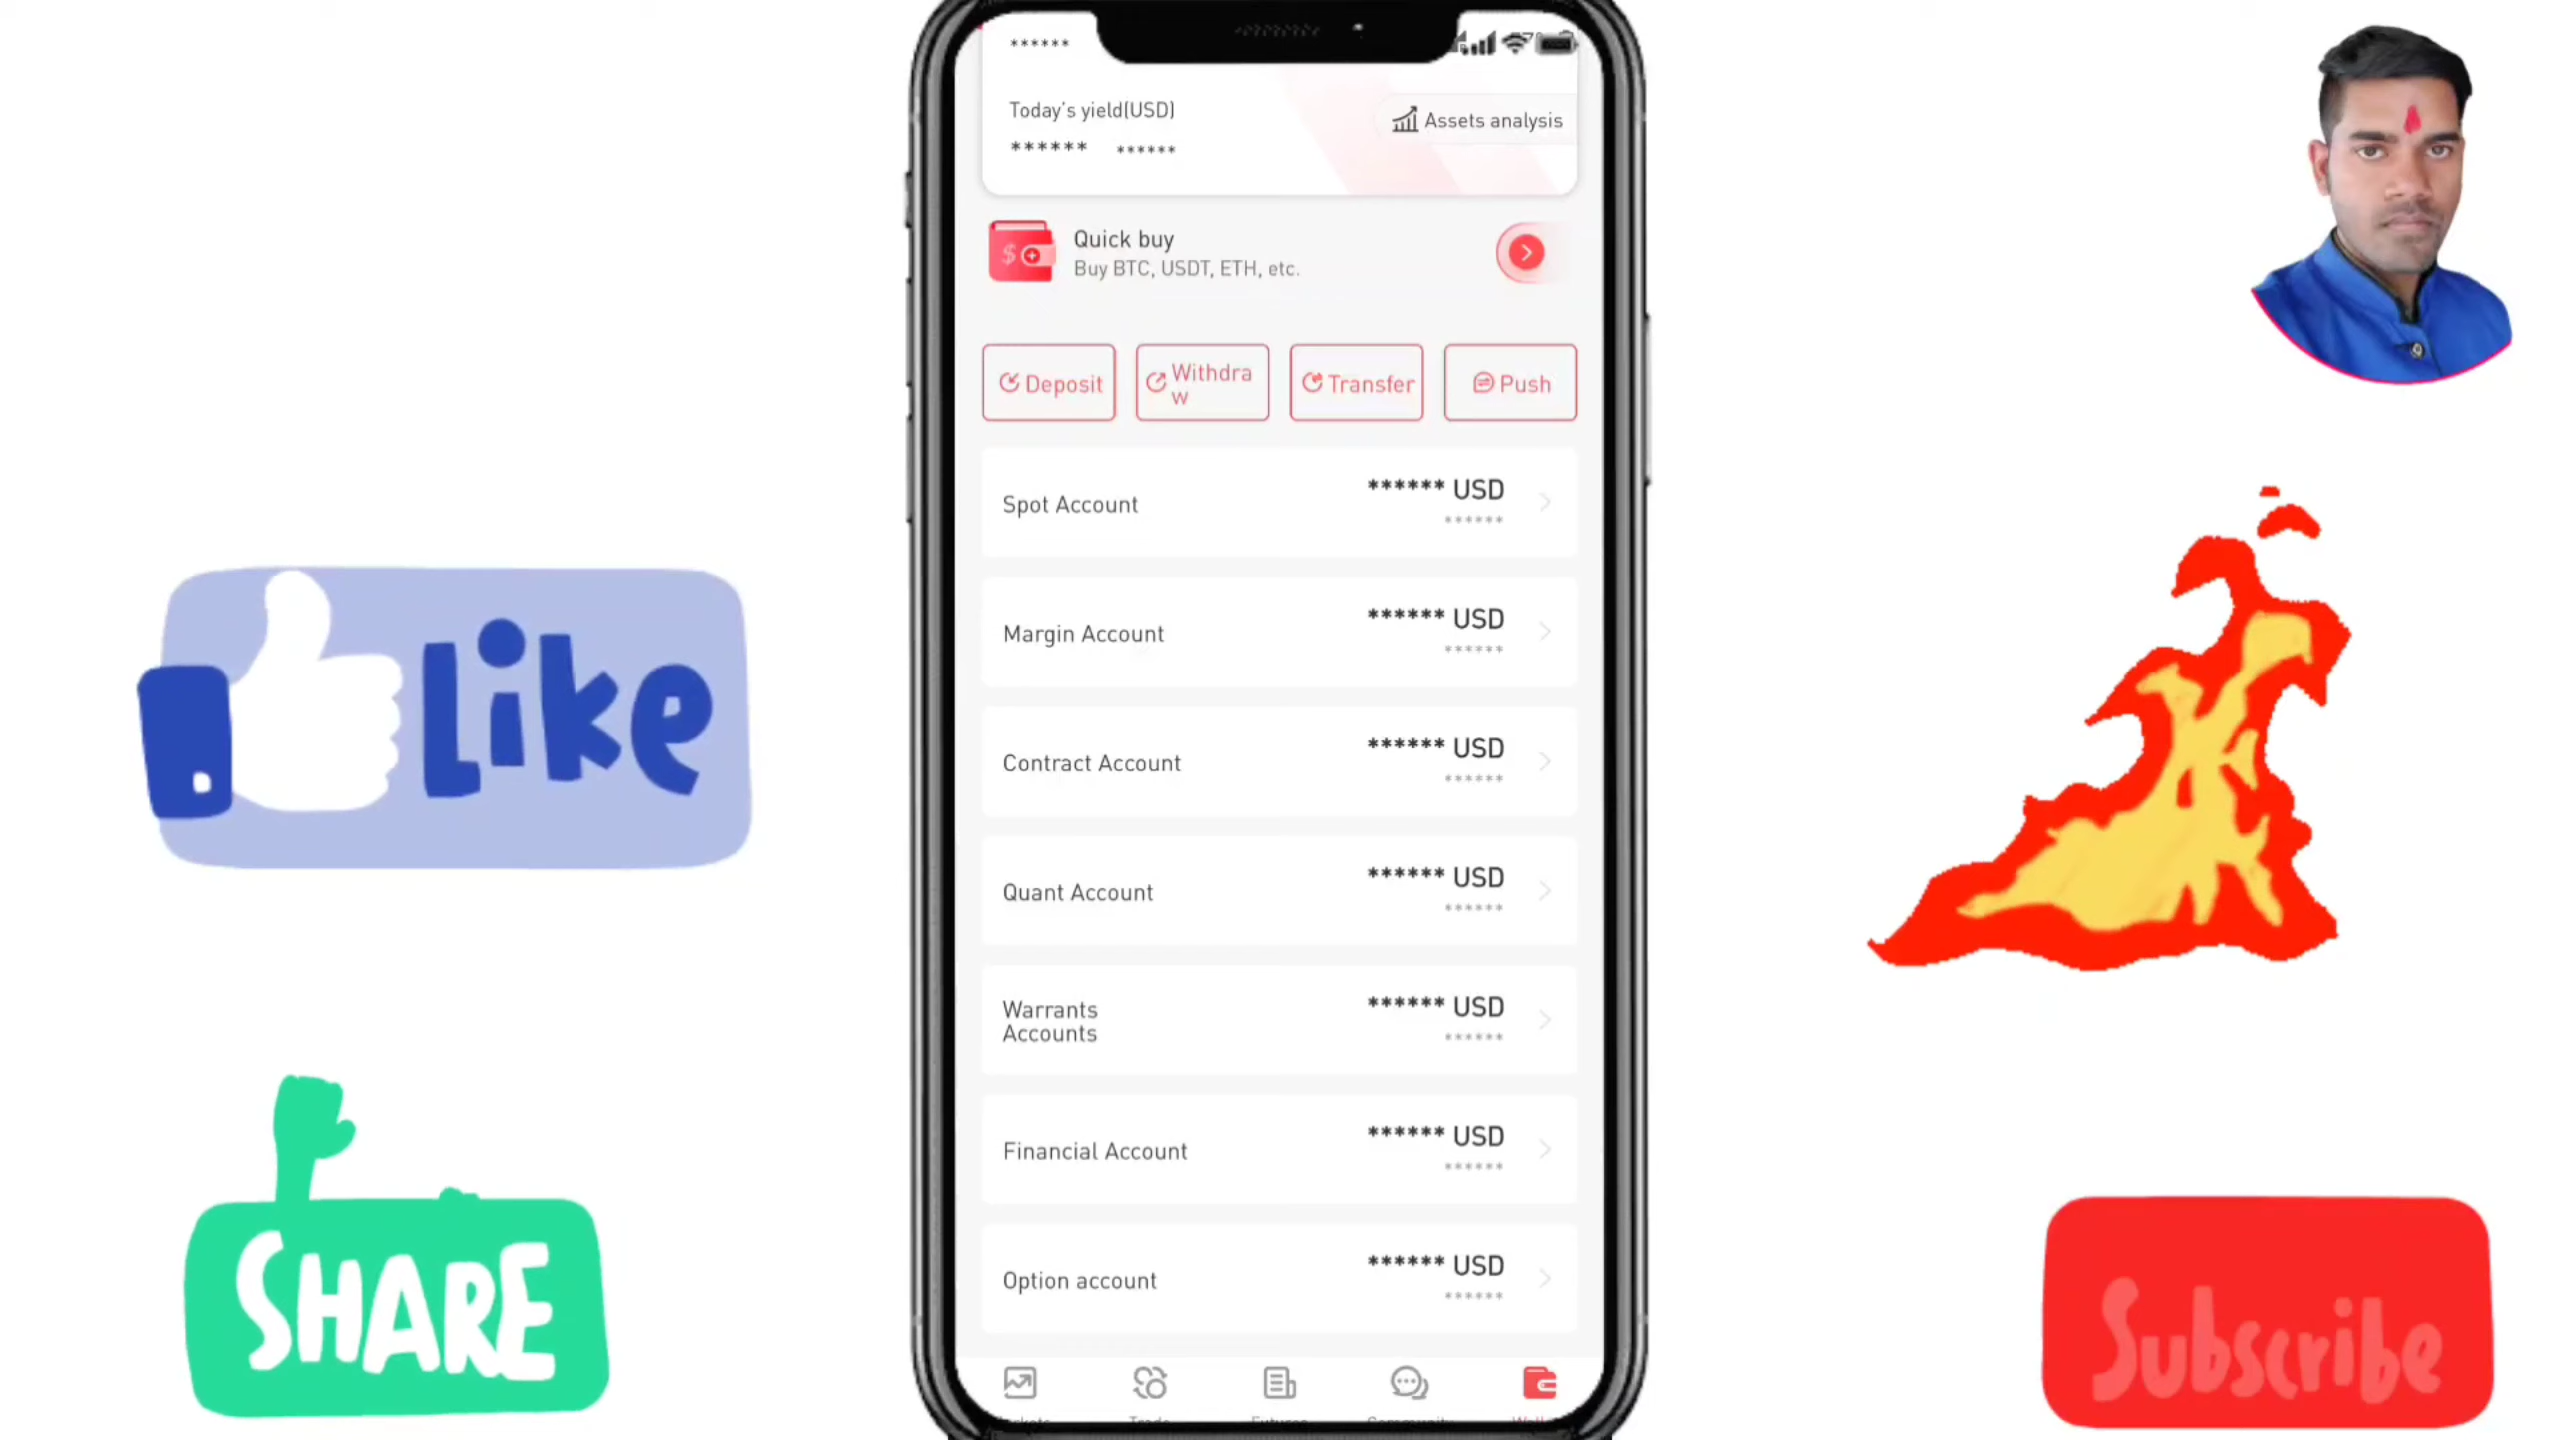 ******
Today's yield(USD)
Assets analysis
****** ******
Quick buy
Buy BTC, USDT, ETH, etc.
Deposit
Withdra
w
Transfer
Push
Spot Account
****** USD
******
Margin Account
****** USD
******
Contract Account
****** USD
******
Quant Account
****** USD
******
Warrants
Accounts
****** USD
******
Financial Account
****** USD
******
Option account
****** USD
******
Like
SHARE
Subscribe